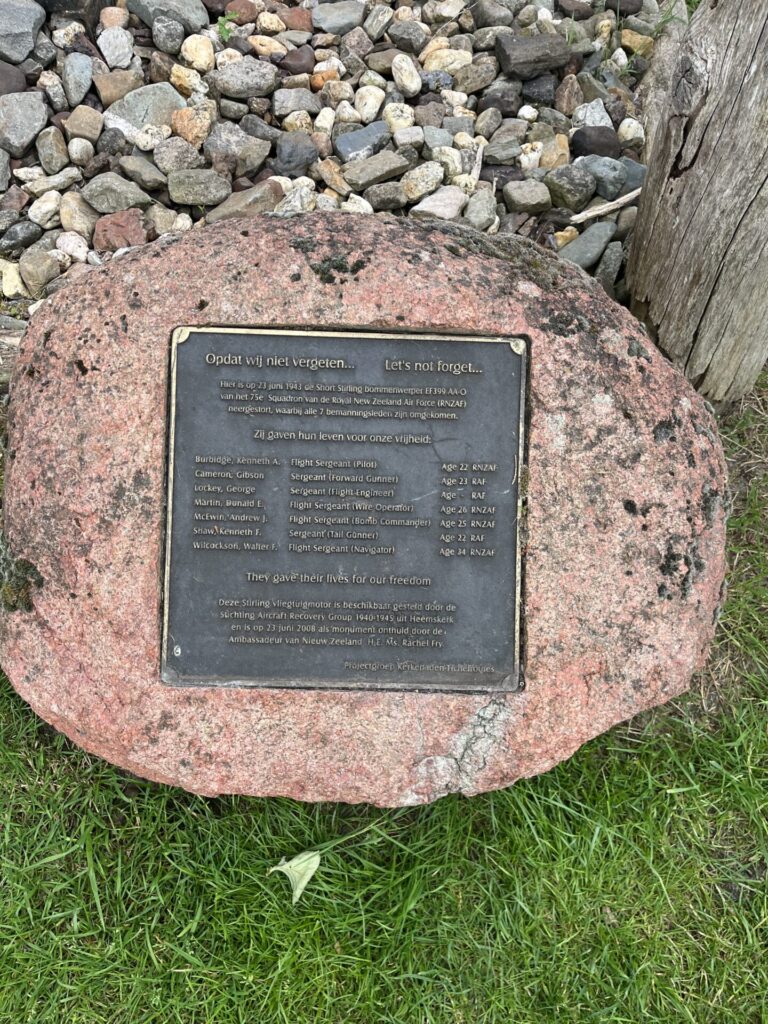 Opdat wij niet vergeten... Let's not forget...
Hier is op 23 juni 1943 de Short Stirling bommenwerper EF399 AA-O
van het 75e Squadron van de Royal New Zeeland Air Force (RNZAF)
neergestort, waarbij alle 7 bemanningsleden zijn omgekomen.
Zij gaven hun leven voor onze vrijheid:
Burbidge, Kenneth A. Flight Sergeant (Pilot) Age 22 RNZAF
Cameron, Gibson Sergeant (Forward Gunner) Age 23 RAF
Lockey, George Sergeant (Flight Engineer) Age - RAF
Martin, Donald E. Flight Sergeant (Wire Operator) Age 26 RNZAF
McEwin, Andrew J. Flight Sergeant (Bomb Commander) Age 25 RNZAF
Shaw, Kenneth F. Sergeant (Tail Gunner) Age 22 RAF
Wilcockson, Walter F. Flight Sergeant (Navigator) Age 34 RNZAF
They gave their lives for our freedom
Deze Stirling vliegtuigmotor is beschikbaar gesteld door de
stichting Aircraft Recovery Group 1940-1945 uit Heemskerk
en is op 23 juni 2008 als monument onthuld door de
Ambassadeur van Nieuw Zeeland H.E. Ms. Rachel Fry.
Projectgroep Kerkepaden-Fiche